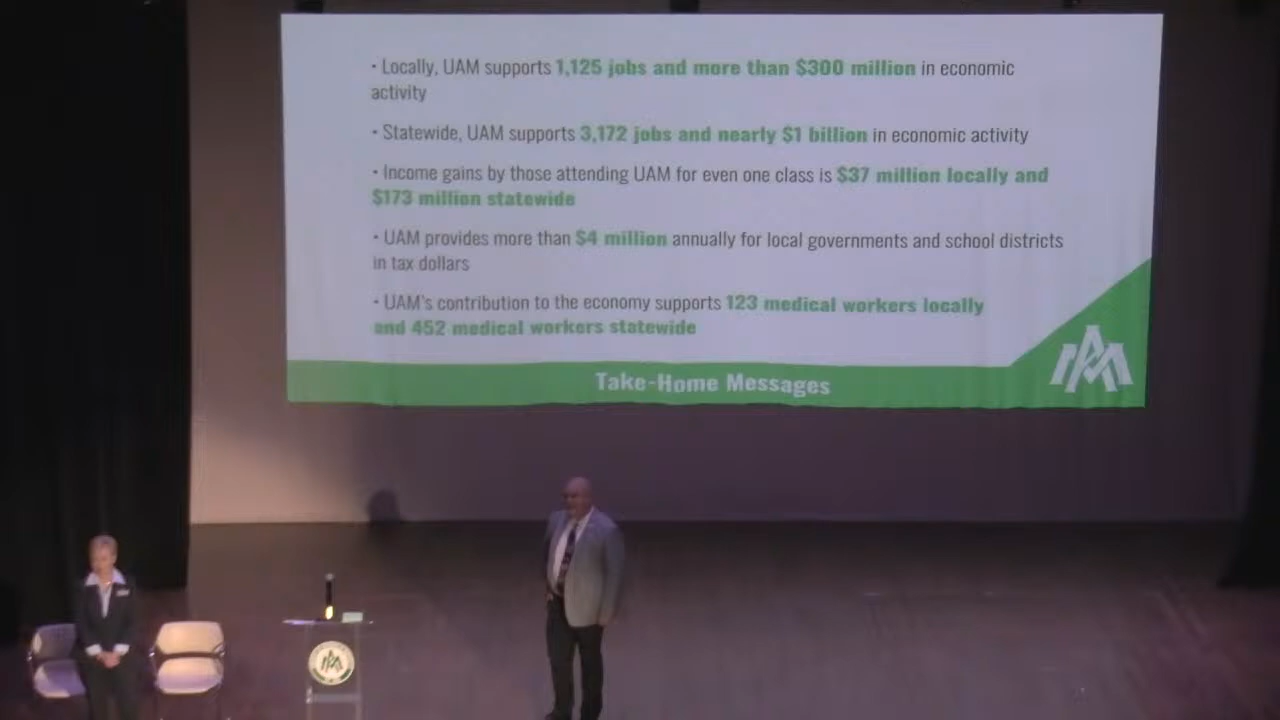 • Locally, UAM supports 1,125 jobs and more than $300 million in economic
activity
• Statewide, UAM supports 3,172 jobs and nearly $1 billion in economic activity
• Income gains by those attending UAM for even one class is $37 million locally and
$173 million statewide
• UAM provides more than $4 million annually for local governments and school districts
in tax dollars
• UAM's contribution to the economy supports 123 medical workers locally
and 452 medical workers statewide
Take-Home Messages